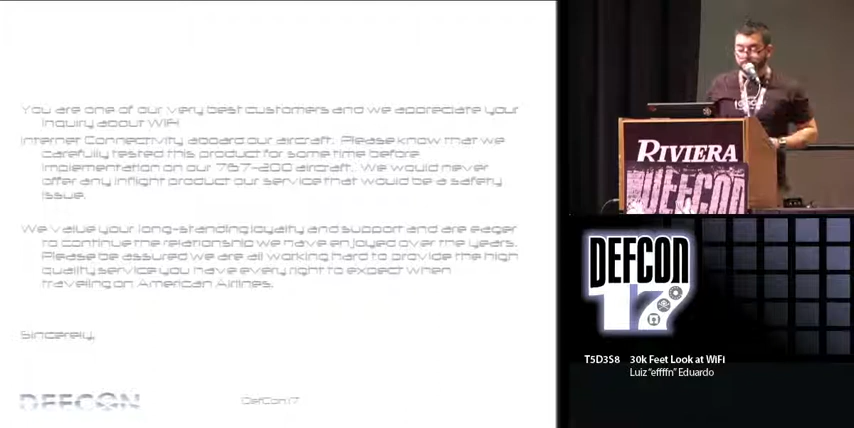 You are one of our very best customers and we appreciate your
inquiry about WiFi
Internet Connectivity aboard our aircraft. Please know that we
carefully tested this product for some time before
implementation on our 767-200 aircraft. We would never
offer any inflight product our service that would be a safety
issue.
We value your long-standing loyalty and support and are eager
to continue the relationship we have enjoyed over the years.
Please be assured we are all working hard to provide the high
quality service you have every right to expect when
traveling on American Airlines.
Sincerely,
DEFCON
DefCon 17
RIVIERA
DEFCON
DEFCON
17
T5D3S8 30k Feet Look at WiFi
Luiz "effffn" Eduardo